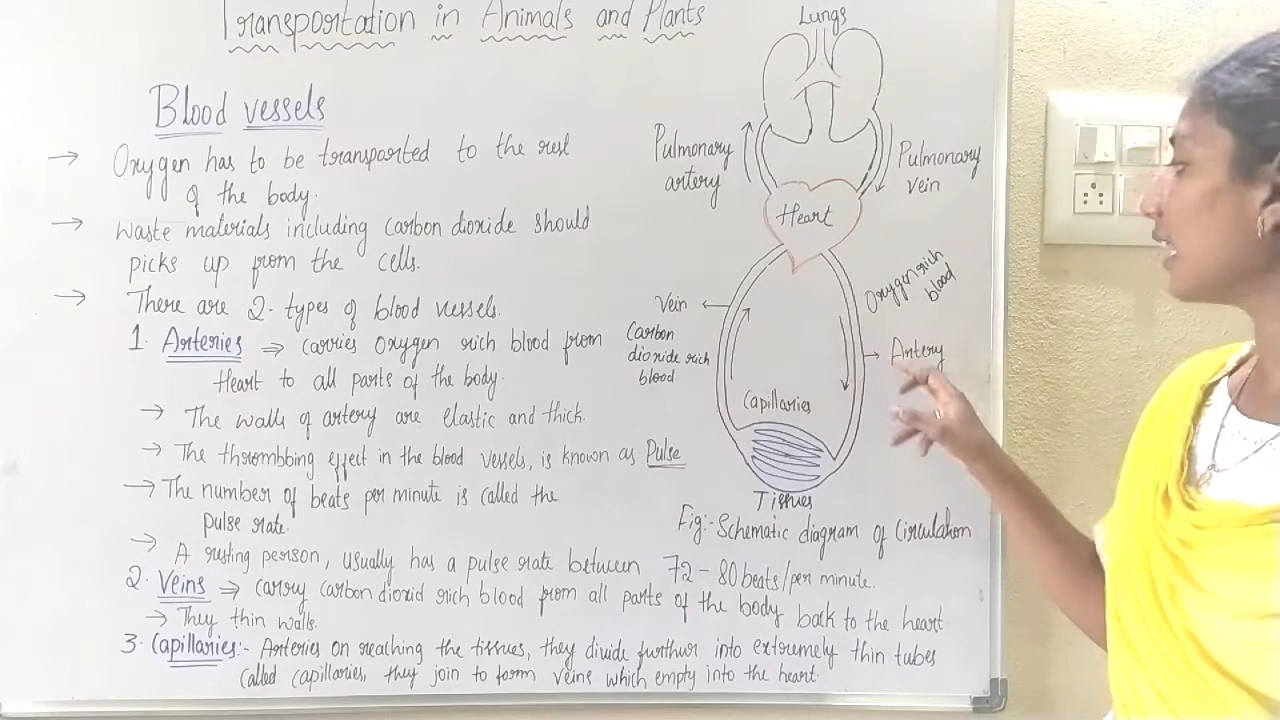 Transportation in Animals and Plants
Blood vessels
→ Oxygen has to be transported to the rest
of the body.
→ Waste materials including carbon dioxide should
picks up from the cells.
→ There are 2- types of blood vessels.
1. Arteries ⇒ carries oxygen rich blood from
Heart to all parts of the body.
→ The walls of artery are elastic and thick.
→ The thrombbing effect in the blood vessels, is known as Pulse
→ The number of beats per minute is called the
pulse rate.
→ A resting person, usually has a pulse rate between 72-80 beats/per minute.
2. Veins ⇒ carry carbon dioxid rich blood from all parts of the body back to the heart
→ They thin walls.
3. Capillaries:- Arteries on reaching the tissues, they divide further into extremely thin tubes
called capillaries, they join to form veins which empty into the heart.
Lungs
Pulmonary
artery
Pulmonary
vein
Heart
Oxygen rich
blood
Vein
Carbon
dioxide rich
blood
Artery
Capillaries
Tissues
Fig:- Schematic diagram of circulation